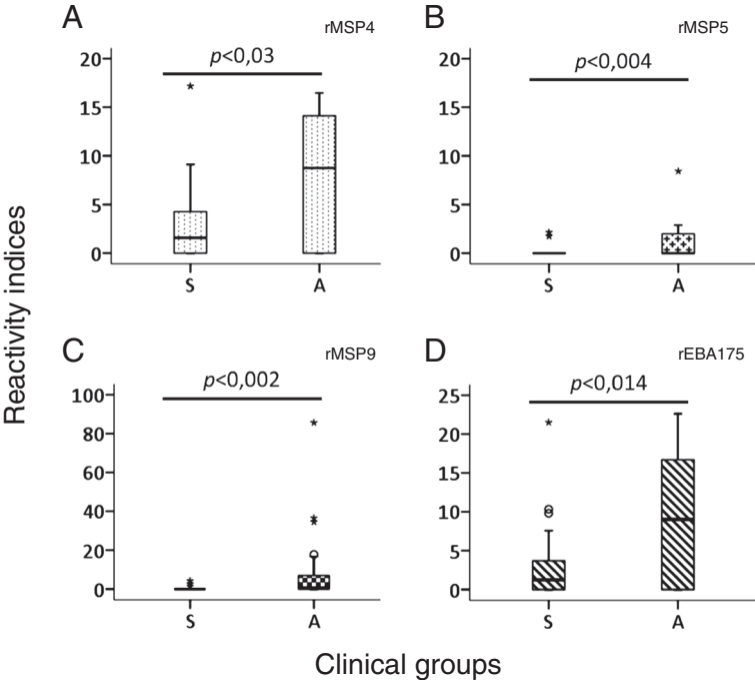 Reactivity indices
A
rMSP4
p<0,03
20
15
10
5
0
S A
B
rMSP5
p<0,004
20
15
10
5
0
S A
C
rMSP9
p<0,002
100
80
60
40
20
0
S A
D
rEBA175
p<0,014
25
20
15
10
5
0
S A
Clinical groups